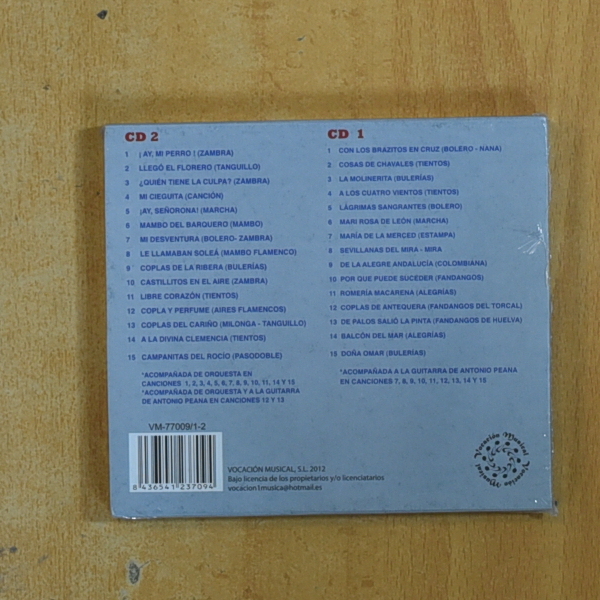 CD 2
1 ¡AY, MI PERRO ! (ZAMBRA)
2 LLEGÓ EL FLORERO (TANGUILLO)
3 ¿QUIÉN TIENE LA CULPA? (ZAMBRA)
4 MI CIEGUITA (CANCIÓN)
5 ¡AY, SEÑORONA! (MARCHA)
6 MAMBO DEL BARQUERO (MAMBO)
7 MI DESVENTURA (BOLERO- ZAMBRA)
8 LE LLAMABAN SOLEÁ (MAMBO FLAMENCO)
9 COPLAS DE LA RIBERA (BULERÍAS)
10 CASTILLITOS EN EL AIRE (ZAMBRA)
11 LIBRE CORAZÓN (TIENTOS)
12 COPLA Y PERFUME (AIRES FLAMENCOS)
13 COPLAS DEL CARIÑO (MILONGA - TANGUILLO)
14 A LA DIVINA CLEMENCIA (TIENTOS)
15 CAMPANITAS DEL ROCÍO (PASODOBLE)
*ACOMPAÑADA DE ORQUESTA EN
CANCIONES 1, 2, 3, 4, 5, 6, 7, 8, 9, 10, 11, 14 Y 15
*ACOMPAÑADA DE ORQUESTA Y A LA GUITARRA
DE ANTONIO PEANA EN CANCIONES 12 Y 13
CD 1
1 CON LOS BRAZITOS EN CRUZ (BOLERO - NANA)
2 COSAS DE CHAVALES (TIENTOS)
3 LA MOLINERITA (BULERÍAS)
4 A LOS CUATRO VIENTOS (TIENTOS)
5 LÁGRIMAS SANGRANTES (BOLERO)
6 MARI ROSA DE LEÓN (MARCHA)
7 MARÍA DE LA MERCED (ESTAMPA)
8 SEVILLANAS DEL MIRA - MIRA
9 DE LA ALEGRE ANDALUCÍA (COLOMBIANA)
10 POR QUE PUEDE SUCEDER (FANDANGOS)
11 ROMERÍA MACARENA (ALEGRÍAS)
12 COPLAS DE ANTEQUERA (FANDANGOS DEL TORCAL)
13 DE PALOS SALIÓ LA PINTA (FANDANGOS DE HUELVA)
14 BALCÓN DEL MAR (ALEGRÍAS)
15 DOÑA OMAR (BULERÍAS)
*ACOMPAÑADA A LA GUITARRA DE ANTONIO PEANA
EN CANCIONES 7, 8, 9, 10, 11, 12, 13, 14 Y 15
VM-77009/1-2
8 436541 237094
VOCACIÓN MUSICAL, S.L. 2012
Bajo licencia de los propietarios y/o licenciatarios
vocacion1musica@hotmail.es
Vocación Musical Vocación Musical